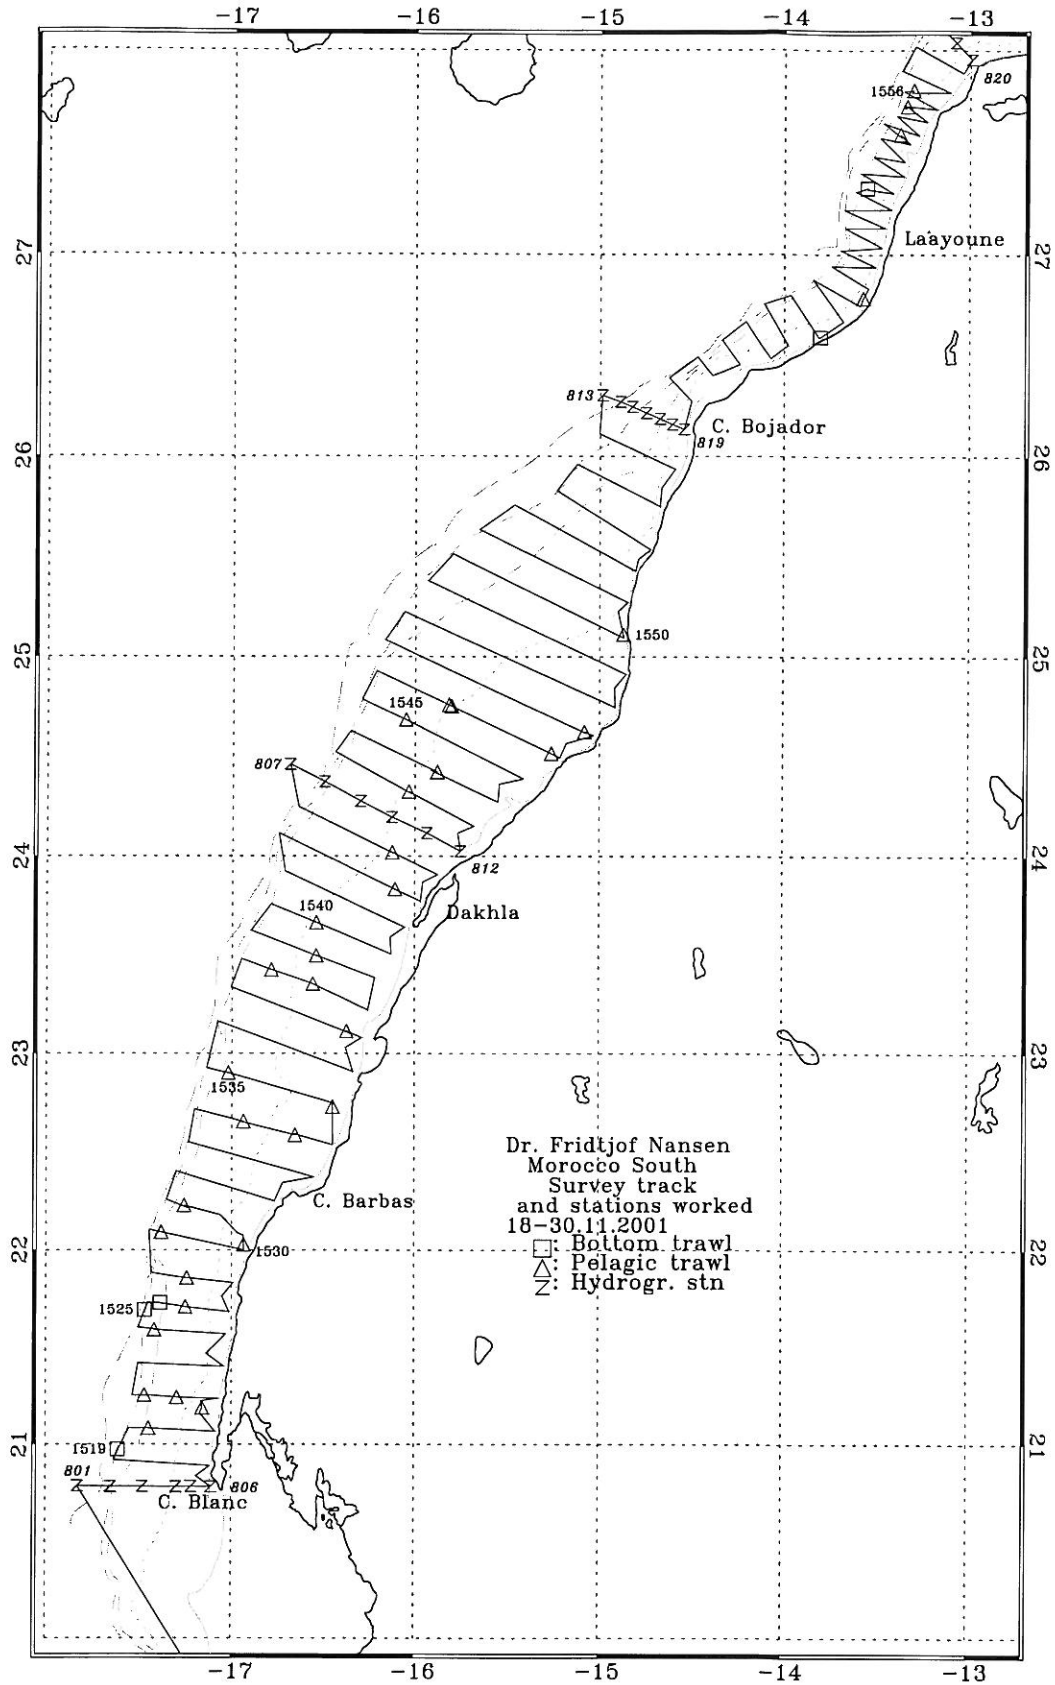 -17 -16 -15 -14 -13
820
1556
Laayoune
27 27
813
C. Bojador
819
26 26
1550
25 25
1545
807
24 24
812
1540
Dakhla
23 23
1535
Dr. Fridtjof Nansen
Morocco South
Survey track
and stations worked
18-30.11.2001
□: Bottom trawl
△: Pelagic trawl
Z: Hydrogr. stn
C. Barbas
1530
22 22
1525
21 21
1519
801
806
C. Blanc
-17 -16 -15 -14 -13